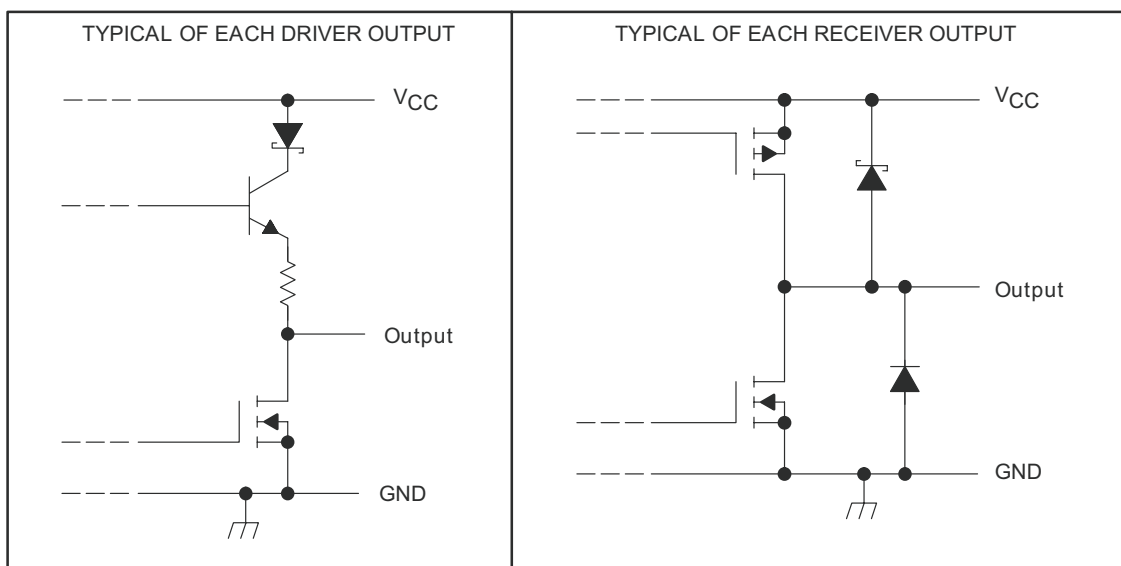 TYPICAL OF EACH DRIVER OUTPUT
VCC
Output
GND
TYPICAL OF EACH RECEIVER OUTPUT
VCC
Output
GND